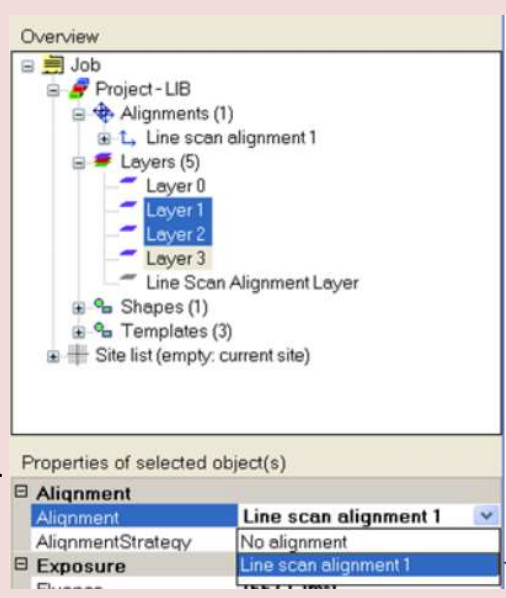 Overview
Job
Project - LIB
Alignments (1)
Line scan alignment 1
Layers (5)
Layer 0
Layer 1
Layer 2
Layer 3
Line Scan Alignment Layer
Shapes (1)
Templates (3)
Site list (empty: current site)
Properties of selected object(s)
Alignment
Alignment Line scan alignment 1
AlignmentStrategy No alignment
Exposure Line scan alignment 1